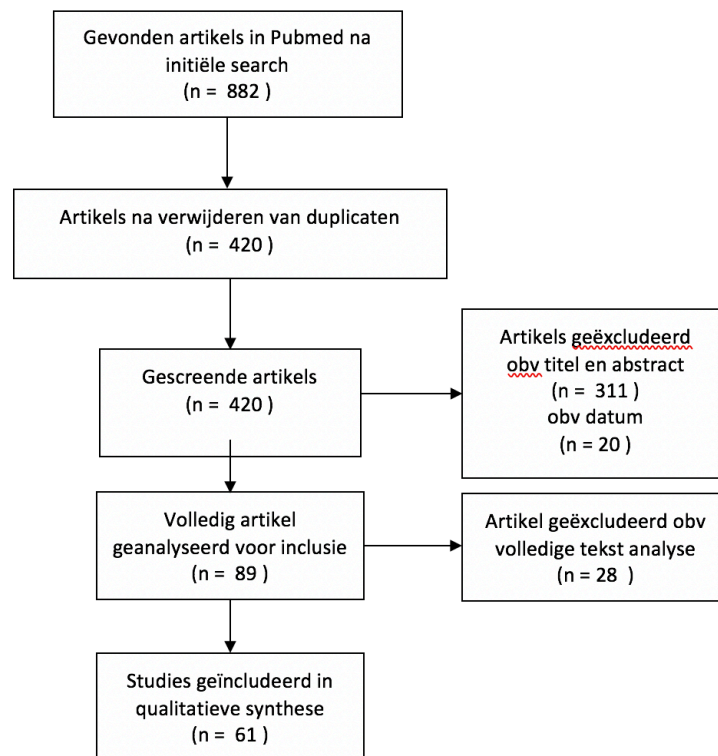 Gevonden artikels in Pubmed na
initiële search
(n = 882 )
Artikels na verwijderen van duplicaten
(n = 420 )
Gescreende artikels
(n = 420 )
Artikels geëxcludeerd
obv titel en abstract
(n = 311 )
obv datum
(n = 20 )
Volledig artikel
geanalyseerd voor inclusie
(n = 89 )
Artikel geëxcludeerd obv
volledige tekst analyse
(n = 28 )
Studies geïncludeerd in
qualitatieve synthese
(n = 61 )